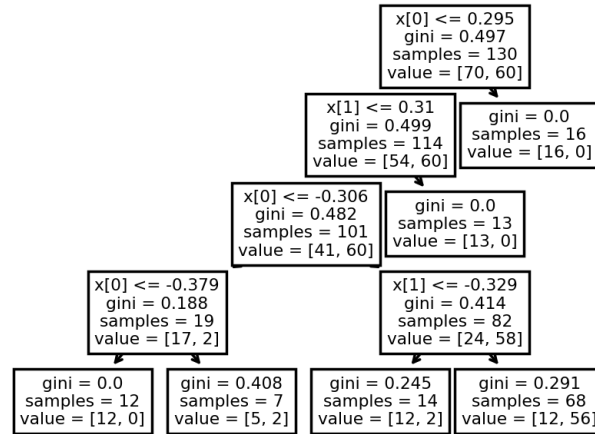 x[0] <= 0.295
gini = 0.497
samples = 130
value = [70, 60]
x[1] <= 0.31
gini = 0.499
samples = 114
value = [54, 60]
gini = 0.0
samples = 16
value = [16, 0]
x[0] <= -0.306
gini = 0.482
samples = 101
value = [41, 60]
gini = 0.0
samples = 13
value = [13, 0]
x[0] <= -0.379
gini = 0.188
samples = 19
value = [17, 2]
x[1] <= -0.329
gini = 0.414
samples = 82
value = [24, 58]
gini = 0.0
samples = 12
value = [12, 0]
gini = 0.408
samples = 7
value = [5, 2]
gini = 0.245
samples = 14
value = [12, 2]
gini = 0.291
samples = 68
value = [12, 56]